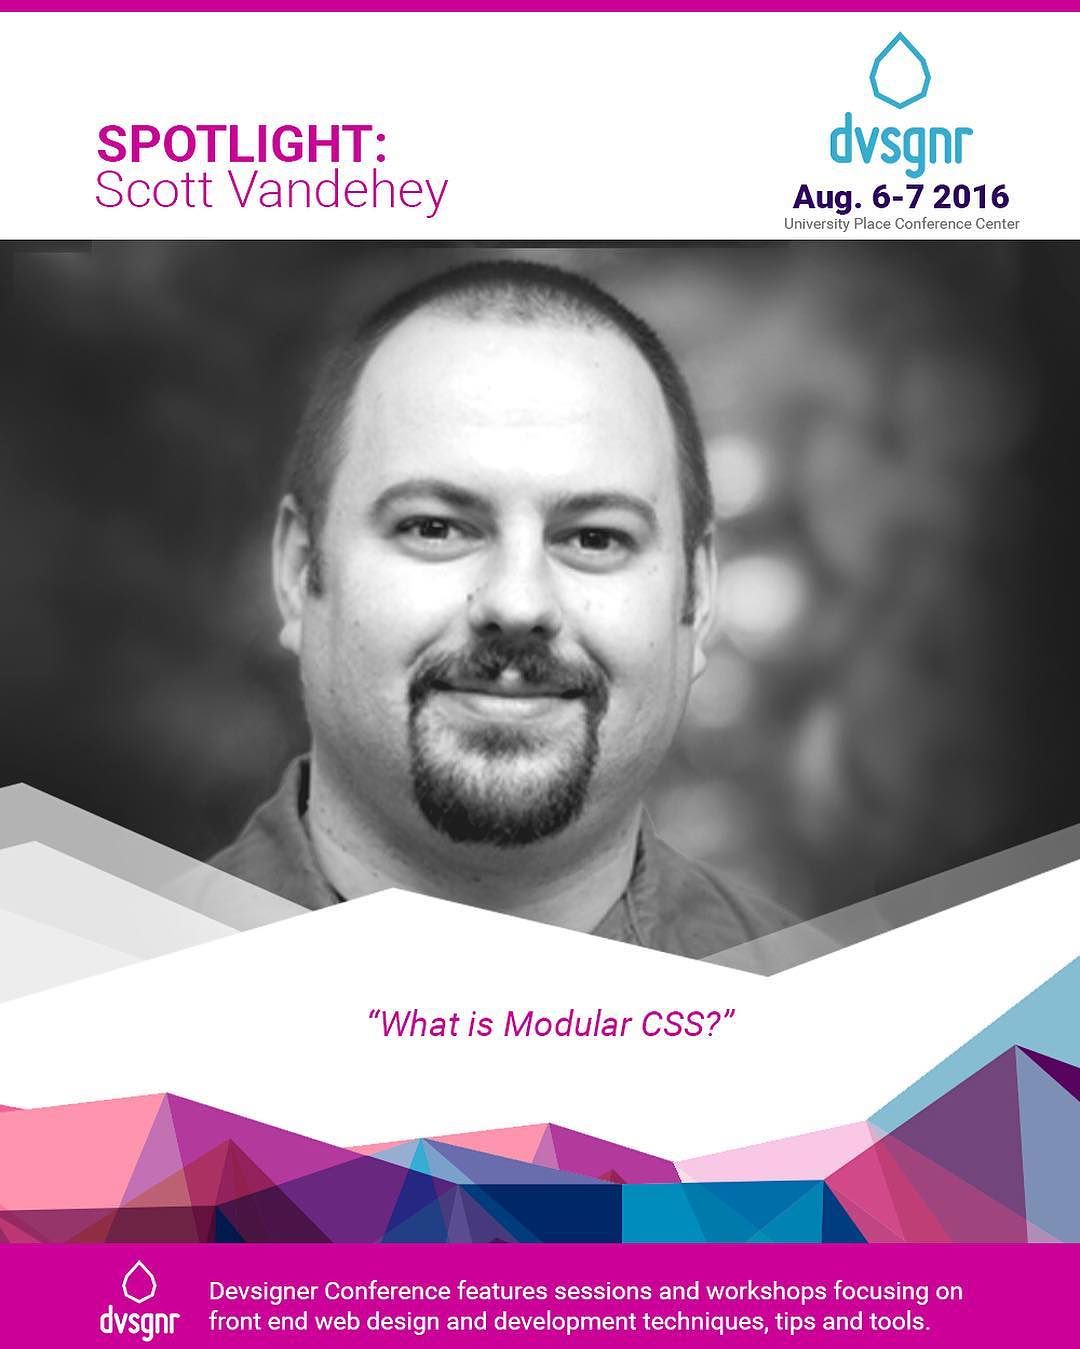 SPOTLIGHT:
Scott Vandehey
dvsgnr
Aug. 6-7 2016
University Place Conference Center
“What is Modular CSS?”
dvsgnr
Devsigner Conference features sessions and workshops focusing on
front end web design and development techniques, tips and tools.